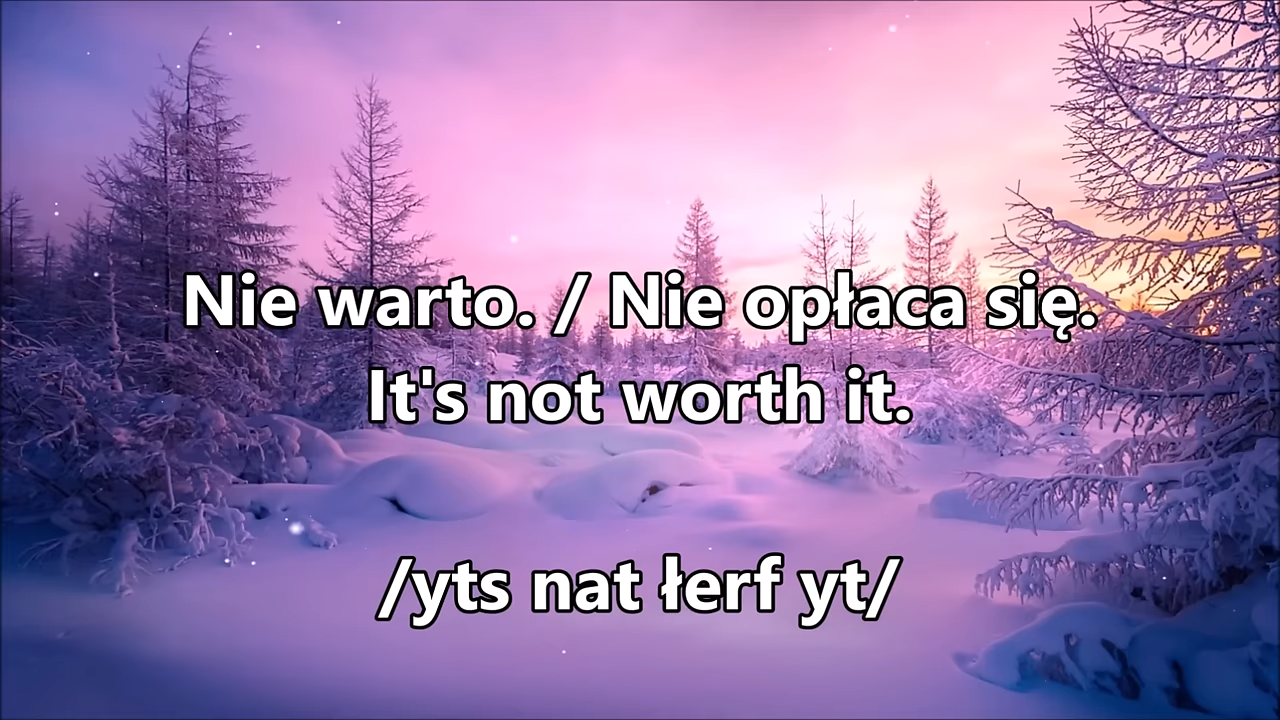 Nie warto. / Nie opłaca się.
It's not worth it.
/yts nat łerf yt/